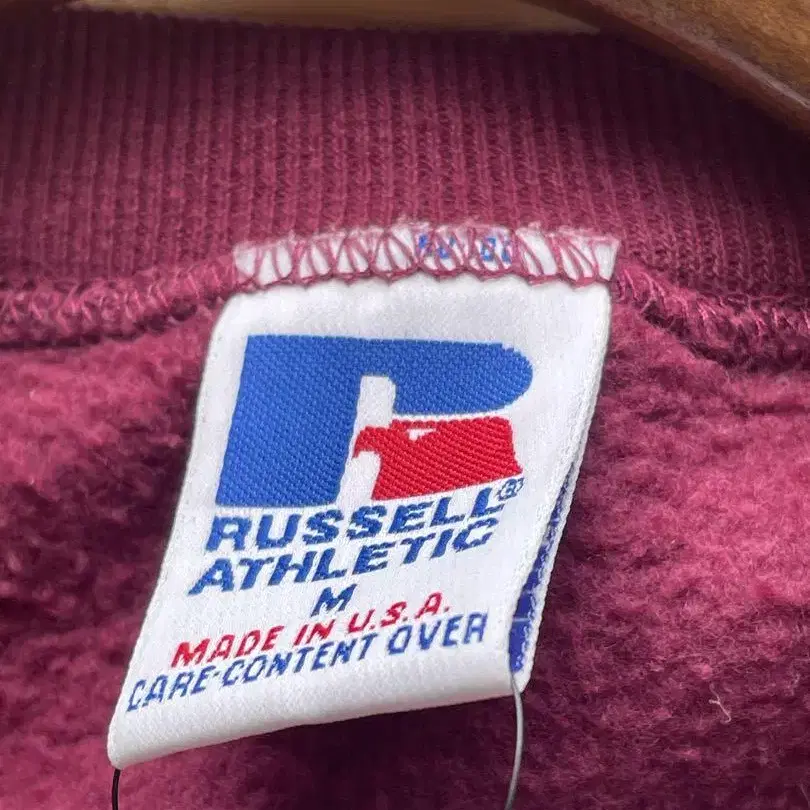 RUSSELL®
ATHLETIC
M
MADE IN U.S.A.
CARE-CONTENT OVER